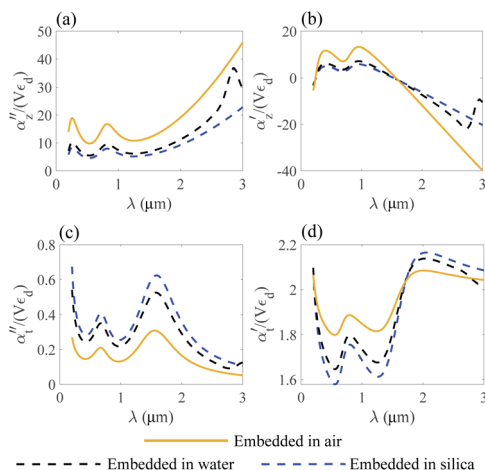 (a) (b)
α″z/(Vϵd)
50
40
30
20
10
0
0 1 2 3
λ (μm)
α′z/(Vϵd)
20
0
-20
-40
0 1 2 3
λ (μm)
(c) (d)
α″t/(Vϵd)
0.8
0.6
0.4
0.2
0
0 1 2 3
λ (μm)
α′t/(Vϵd)
2.2
2
1.8
1.6
0 1 2 3
λ (μm)
Embedded in air
Embedded in water Embedded in silica